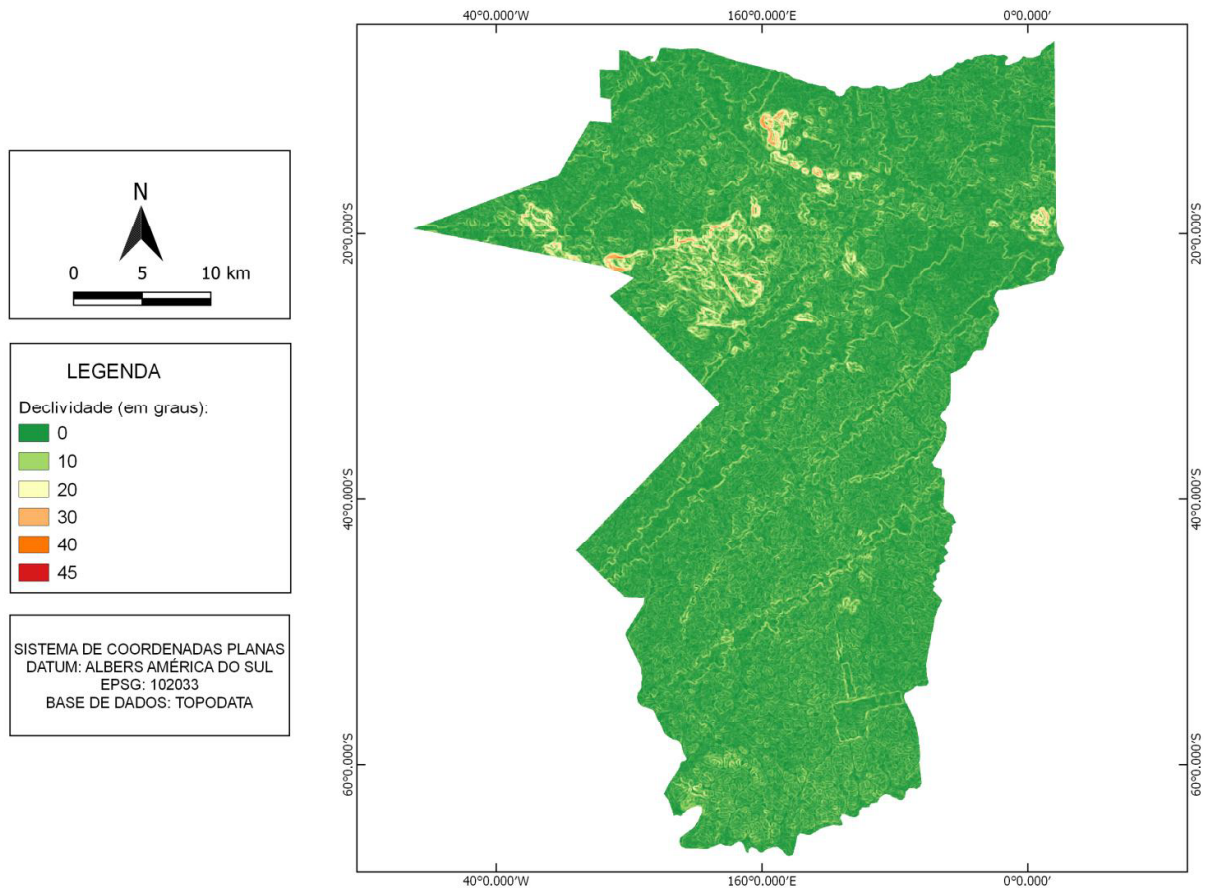 40°0.000'W
160°0.000'E
0°0.000'
N
0
5
10 km
LEGENDA
Declividade (em graus):
0
10
20
30
40
45
SISTEMA DE COORDENADAS PLANAS
DATUM: ALBERS AMÉRICA DO SUL
EPSG: 102033
BASE DE DADOS: TOPODATA
20°0.000'S
40°0.000'S
60°0.000'S
20°0.000'S
40°0.000'S
60°0.000'S
40°0.000'W
160°0.000'E
0°0.000'